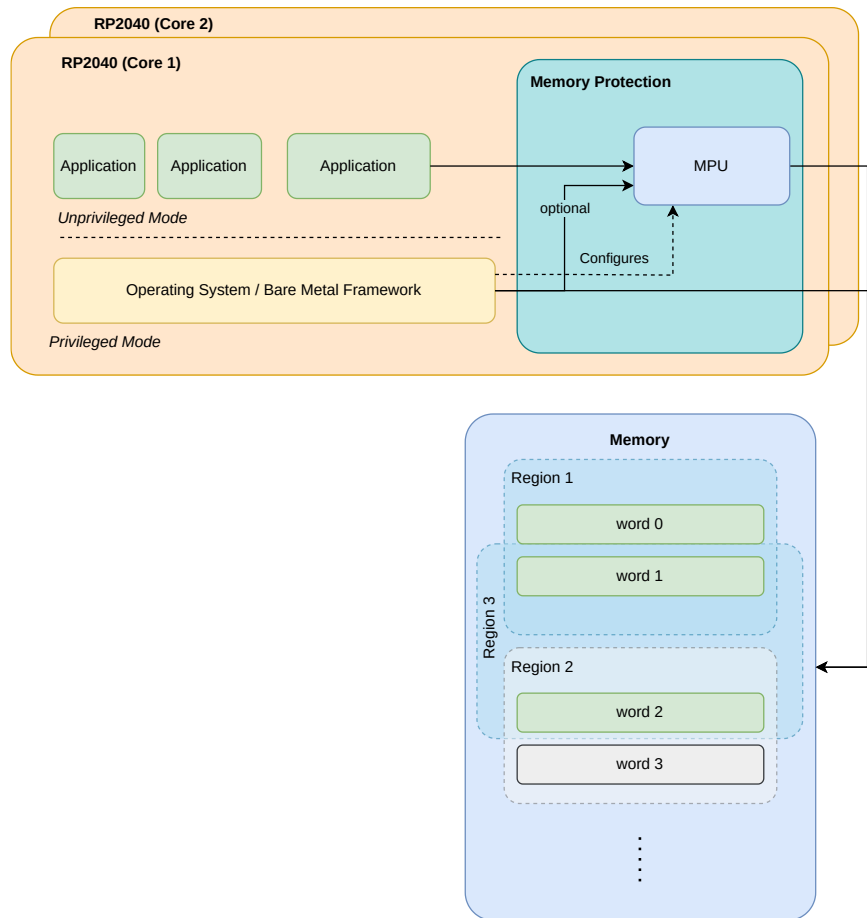 RP2040 (Core 2)
RP2040 (Core 1)
Memory Protection
Application
Application
Application
MPU
optional
Unprivileged Mode
Configures
Operating System / Bare Metal Framework
Privileged Mode
Memory
Region 1
word 0
word 1
Region 3
Region 2
word 2
word 3